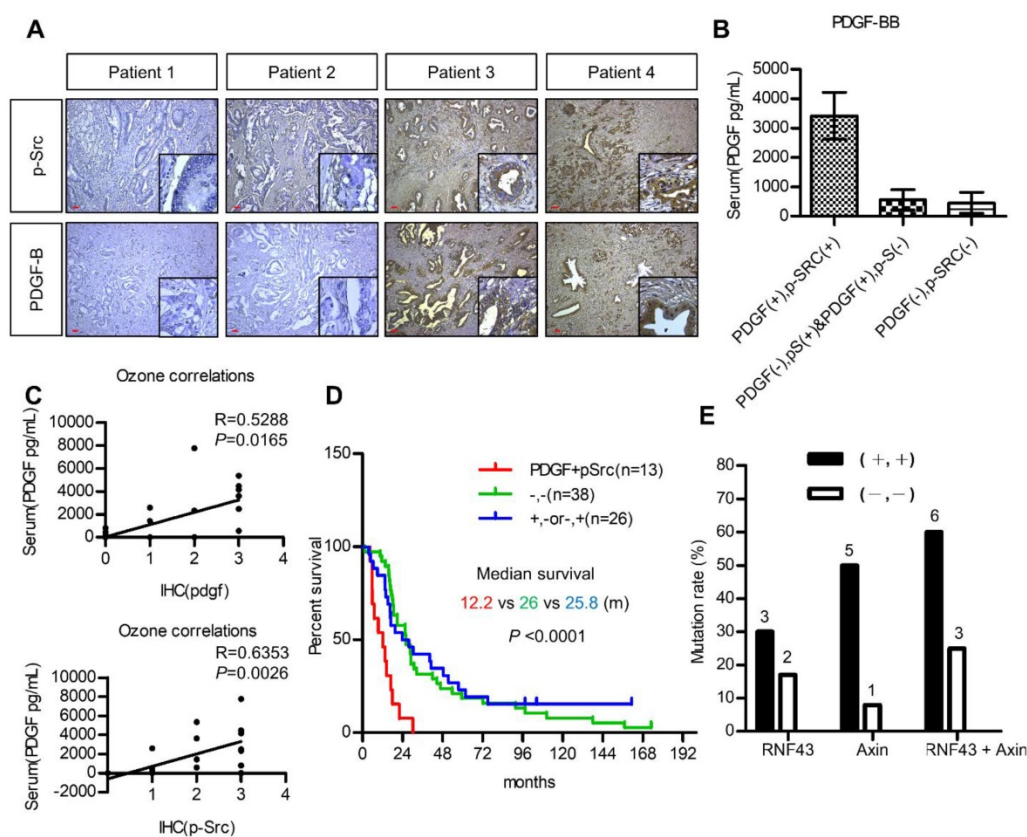 A
Patient 1
Patient 2
Patient 3
Patient 4
p-Src
PDGF-B
B
PDGF-BB
Serum(PDGF pg/mL)
5000
4000
3000
2000
1000
0
PDGF(+),p-SRC(+)
PDGF(-),pS(+)&PDGF(+),p-S(-)
PDGF(-),p-SRC(-)
C
Ozone correlations
R=0.5288
P=0.0165
Serum(PDGF pg/mL)
10000
8000
6000
4000
2000
0
0 1 2 3 4
IHC(pdgf)
Ozone correlations
R=0.6353
P=0.0026
Serum(PDGF pg/mL)
10000
8000
6000
4000
2000
0
-2000
1 2 3 4
IHC(p-Src)
D
Percent survival
150
100
50
0
PDGF+pSrc(n=13)
-,-(n=38)
+,-or-,+(n=26)
Median survival
12.2 vs 26 vs 25.8 (m)
P <0.0001
0 24 48 72 96 120 144 168 192
months
E
(+,+)
(−,−)
Mutation rate (%)
80
70
60
50
40
30
20
10
0
3
2
5
1
6
3
RNF43 Axin RNF43 + Axin